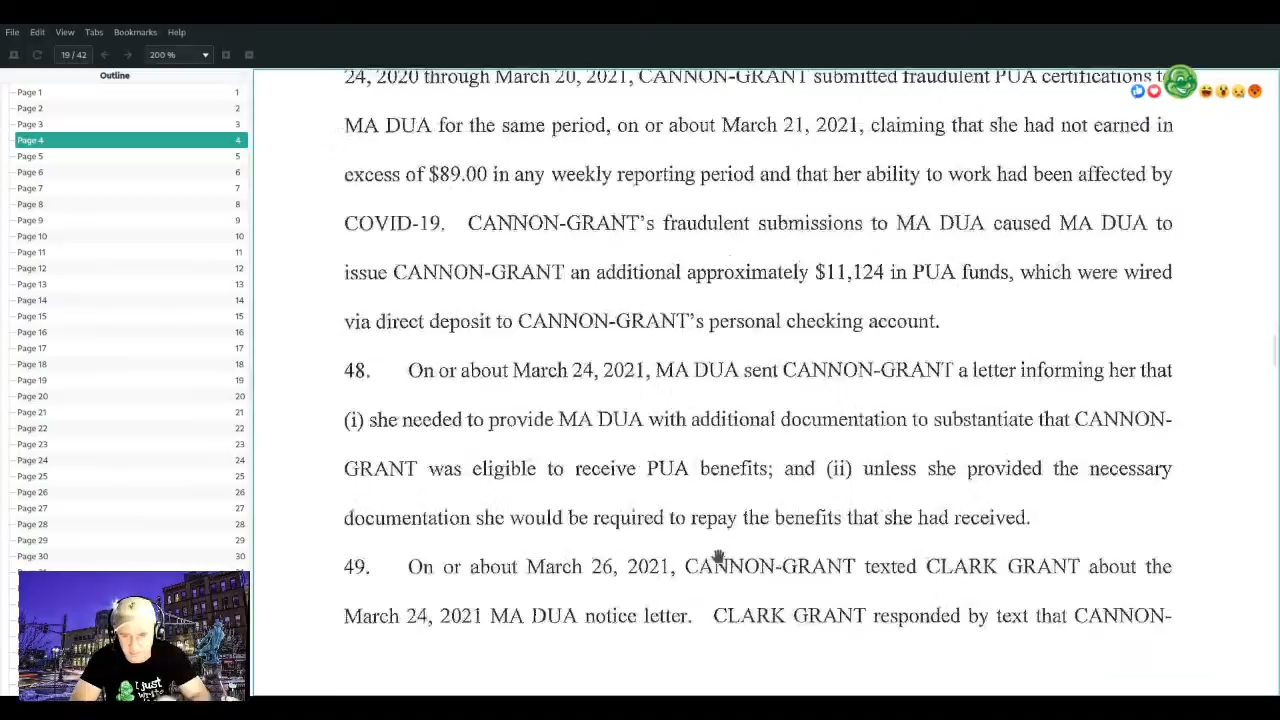 File Edit View Tabs Bookmarks Help
19 / 42 200 %
Outline
Page 1 1
Page 2 2
Page 3 3
Page 4 4
Page 5 5
Page 6 6
Page 7 7
Page 8 8
Page 9 9
Page 10 10
Page 11 11
Page 12 12
Page 13 13
Page 14 14
Page 15 15
Page 16 16
Page 17 17
Page 18 18
Page 19 19
Page 20 20
Page 21 21
Page 22 22
Page 23 23
Page 24 24
Page 25 25
Page 26 26
Page 27 27
Page 28 28
Page 29 29
Page 30 30
24, 2020 through March 20, 2021, CANNON-GRANT submitted fraudulent PUA certifications
MA DUA for the same period, on or about March 21, 2021, claiming that she had not earned in
excess of $89.00 in any weekly reporting period and that her ability to work had been affected by
COVID-19. CANNON-GRANT's fraudulent submissions to MA DUA caused MA DUA to
issue CANNON-GRANT an additional approximately $11,124 in PUA funds, which were wired
via direct deposit to CANNON-GRANT's personal checking account.
48. On or about March 24, 2021, MA DUA sent CANNON-GRANT a letter informing her that
(i) she needed to provide MA DUA with additional documentation to substantiate that CANNON-
GRANT was eligible to receive PUA benefits; and (ii) unless she provided the necessary
documentation she would be required to repay the benefits that she had received.
49. On or about March 26, 2021, CANNON-GRANT texted CLARK GRANT about the
March 24, 2021 MA DUA notice letter. CLARK GRANT responded by text that CANNON-
I just
write